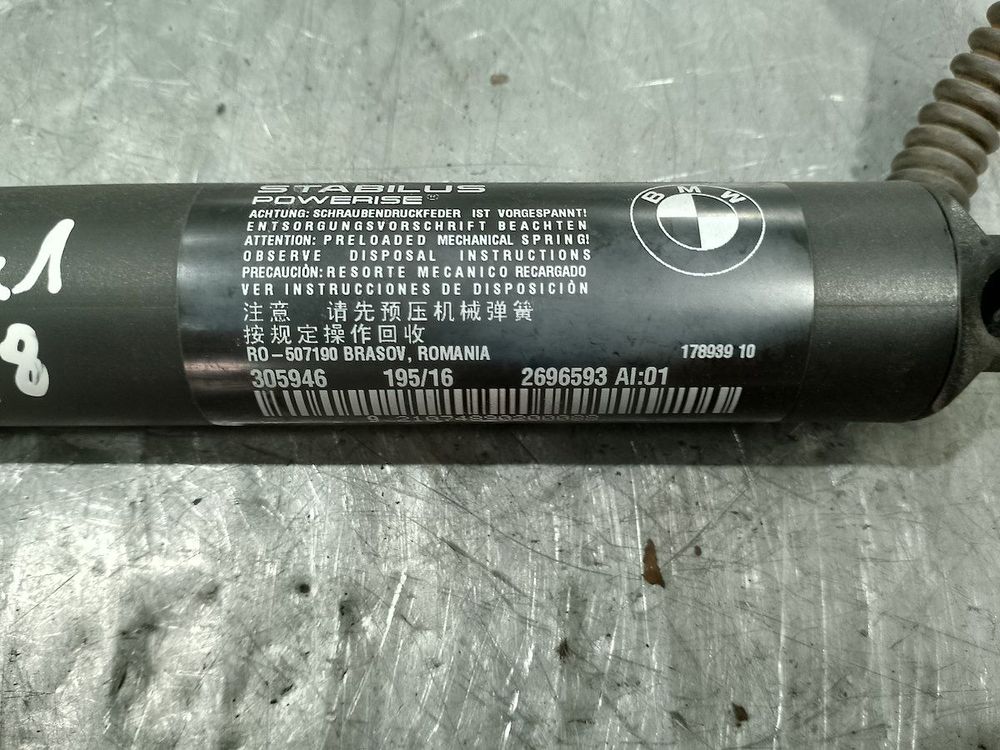 STABILUS
POWERISE
BMW
ACHTUNG: SCHRAUBENDRUCKFEDER IST VORGESPANNT!
ENTSORGUNGSVORSCHRIFT BEACHTEN
ATTENTION: PRELOADED MECHANICAL SPRING!
OBSERVE DISPOSAL INSTRUCTIONS
PRECAUCIÓN: RESORTE MECANICO RECARGADO
VER INSTRUCCIONES DE DISPOSICIÓN
注意 请先预压机械弹簧
按规定操作回收
RO-507190 BRASOV, ROMANIA 178939 10
305946 195/16 2696593 AI:01
8